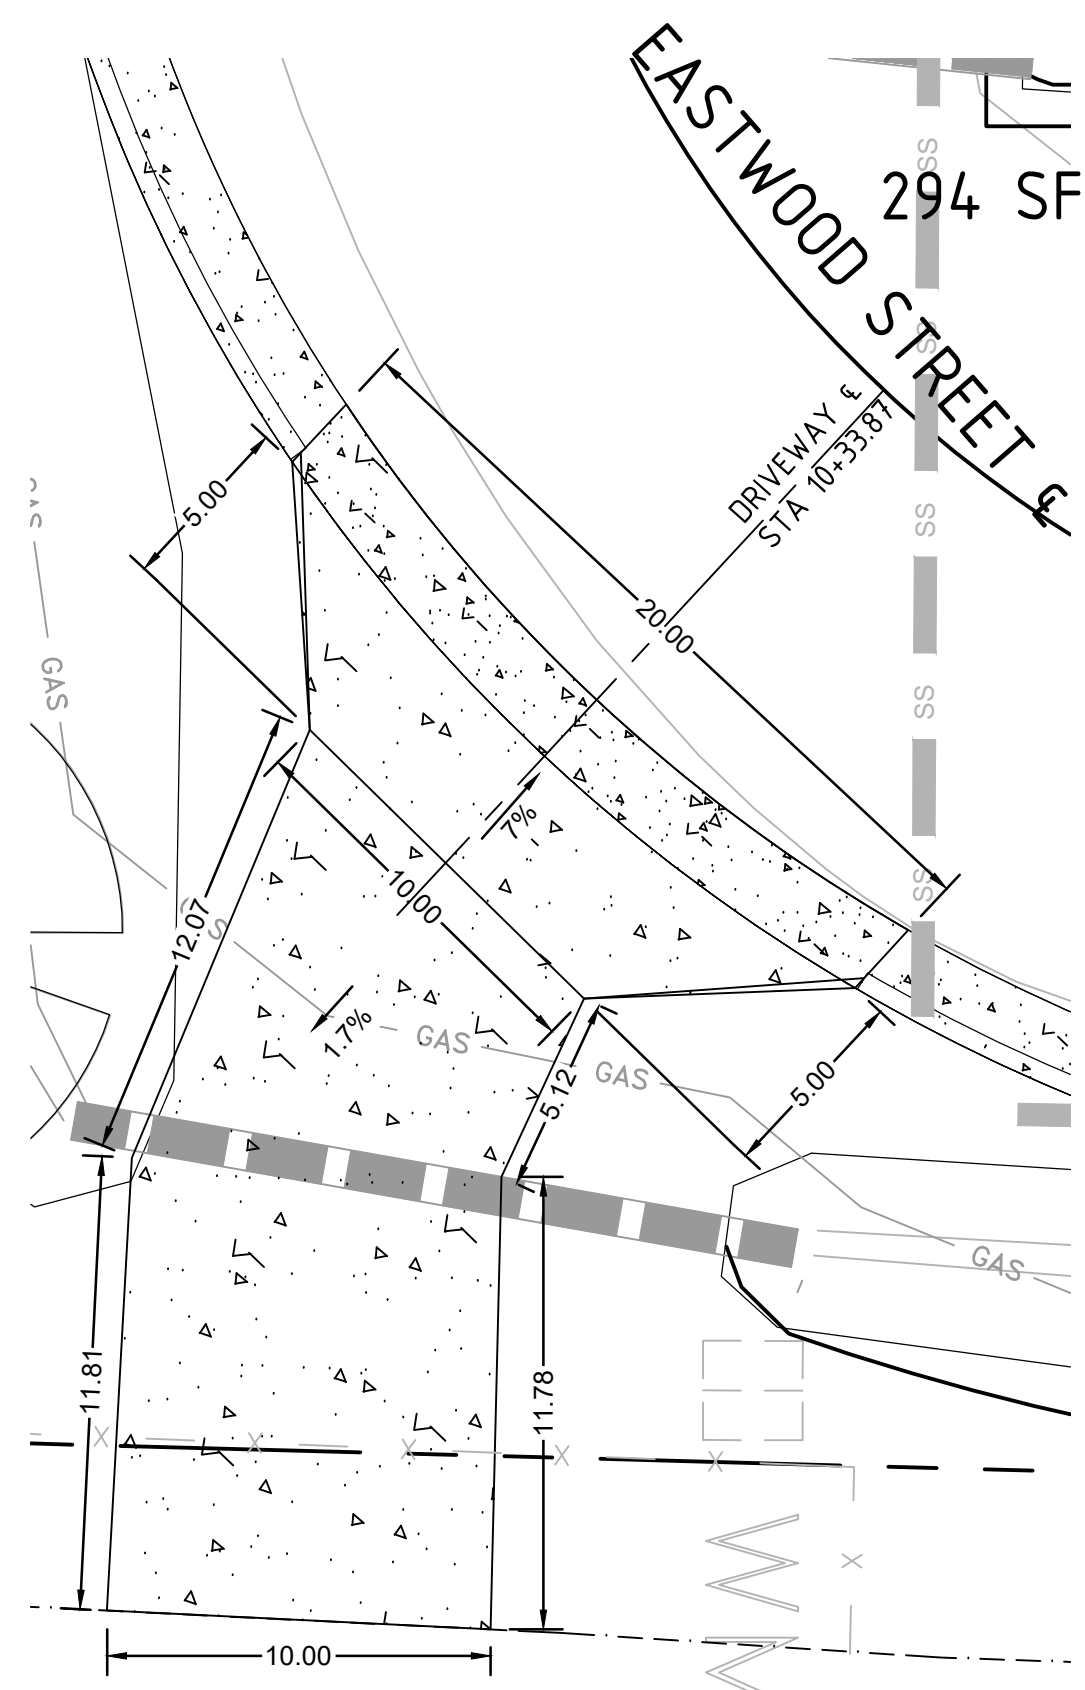 EASTWOOD STREET ℄
SS
294 SF
SS
DRIVEWAY ℄
STA 10+33.87
5.00
GAS
SS
20.00
GAS
SS
7%
10.00
SS
12.07
GAS
1.7%
GAS
GAS
5.12
5.00
GAS
11.81
11.78
X
X
X
X
X
X
W
W
10.00